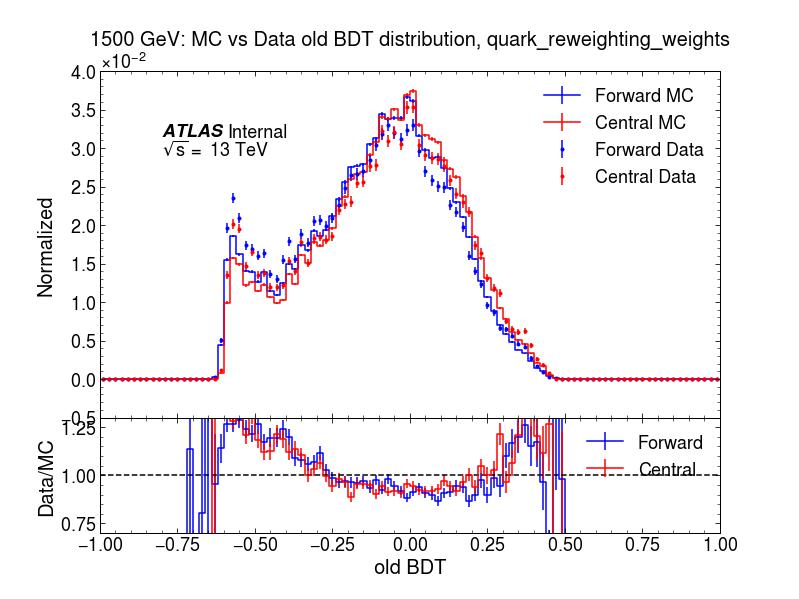 1500 GeV: MC vs Data old BDT distribution, quark_reweighting_weights
×10⁻²
4.0
3.5
3.0
2.5
2.0
1.5
1.0
0.5
0.0
0.5
Normalized
ATLAS Internal
√s = 13 TeV
Forward MC
Central MC
Forward Data
Central Data
1.25
1.00
0.75
Data/MC
Forward
Central
−1.00 −0.75 −0.50 −0.25 0.00 0.25 0.50 0.75 1.00
old BDT